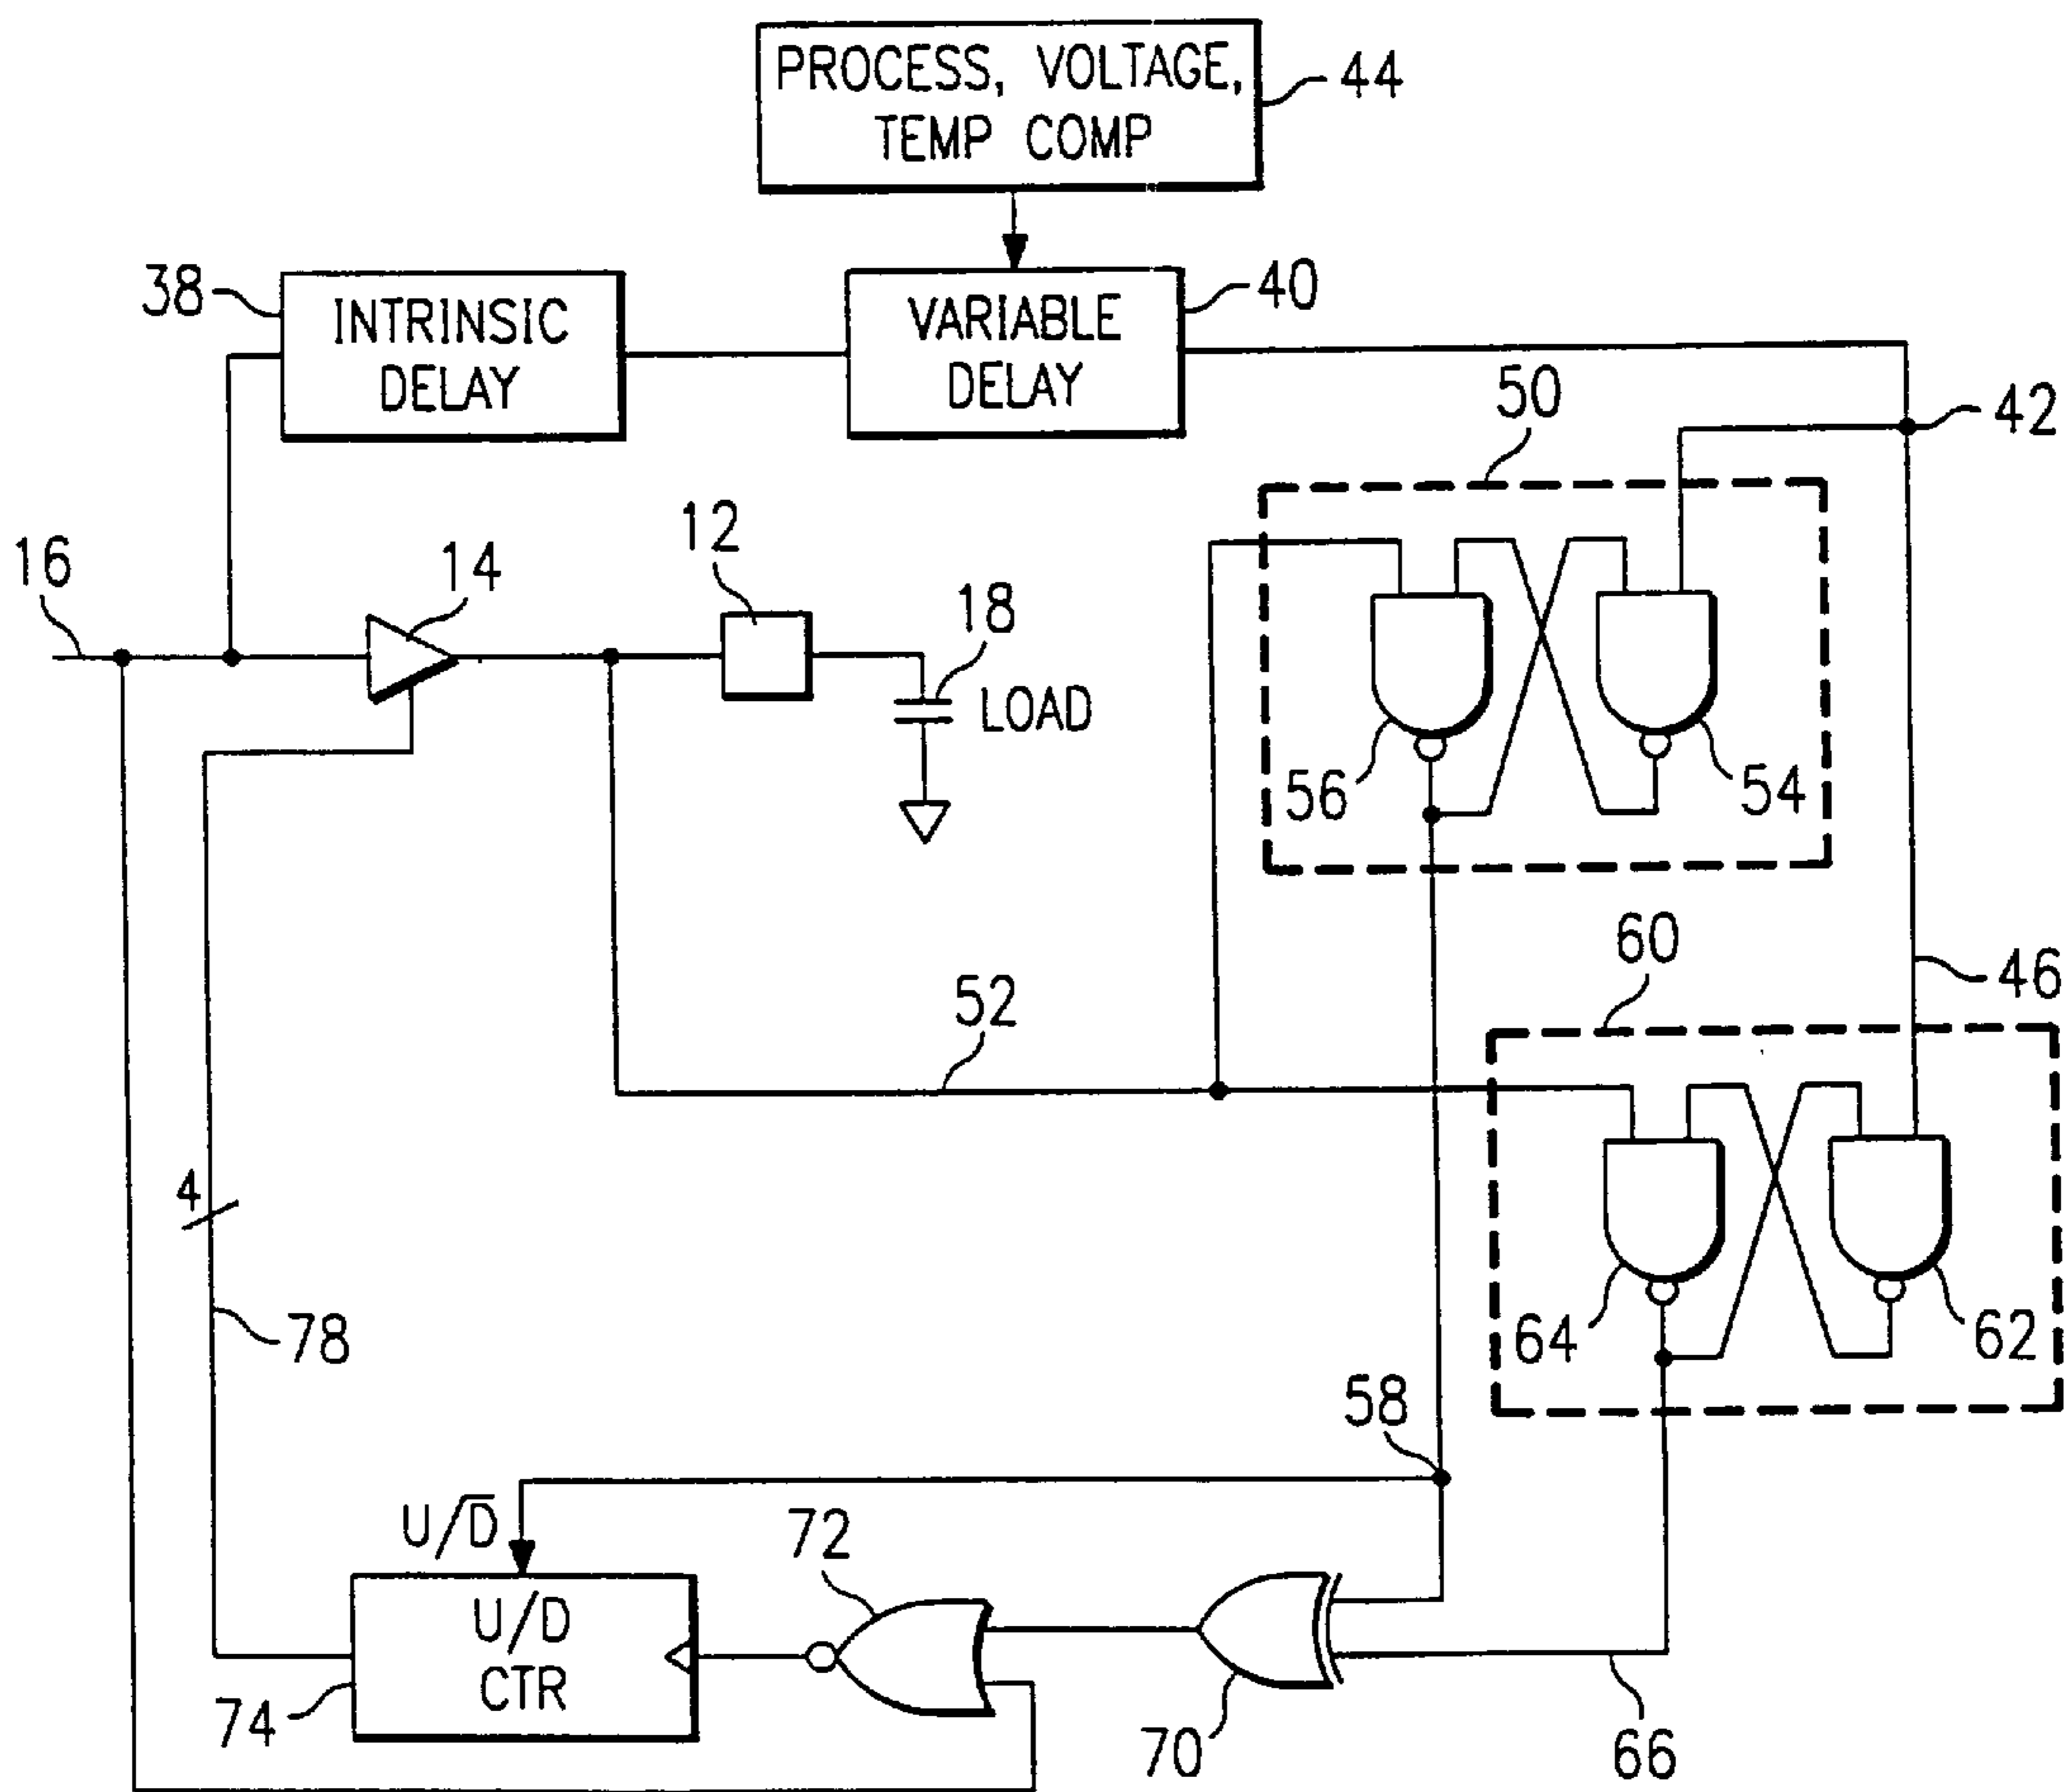 PROCESS, VOLTAGE,
TEMP COMP
44
38
INTRINSIC
DELAY
VARIABLE
DELAY
40
50
42
16
14
12
18
LOAD
56
54
60
46
52
4
78
64
62
58
U/D̅
72
U/D
CTR
74
70
66